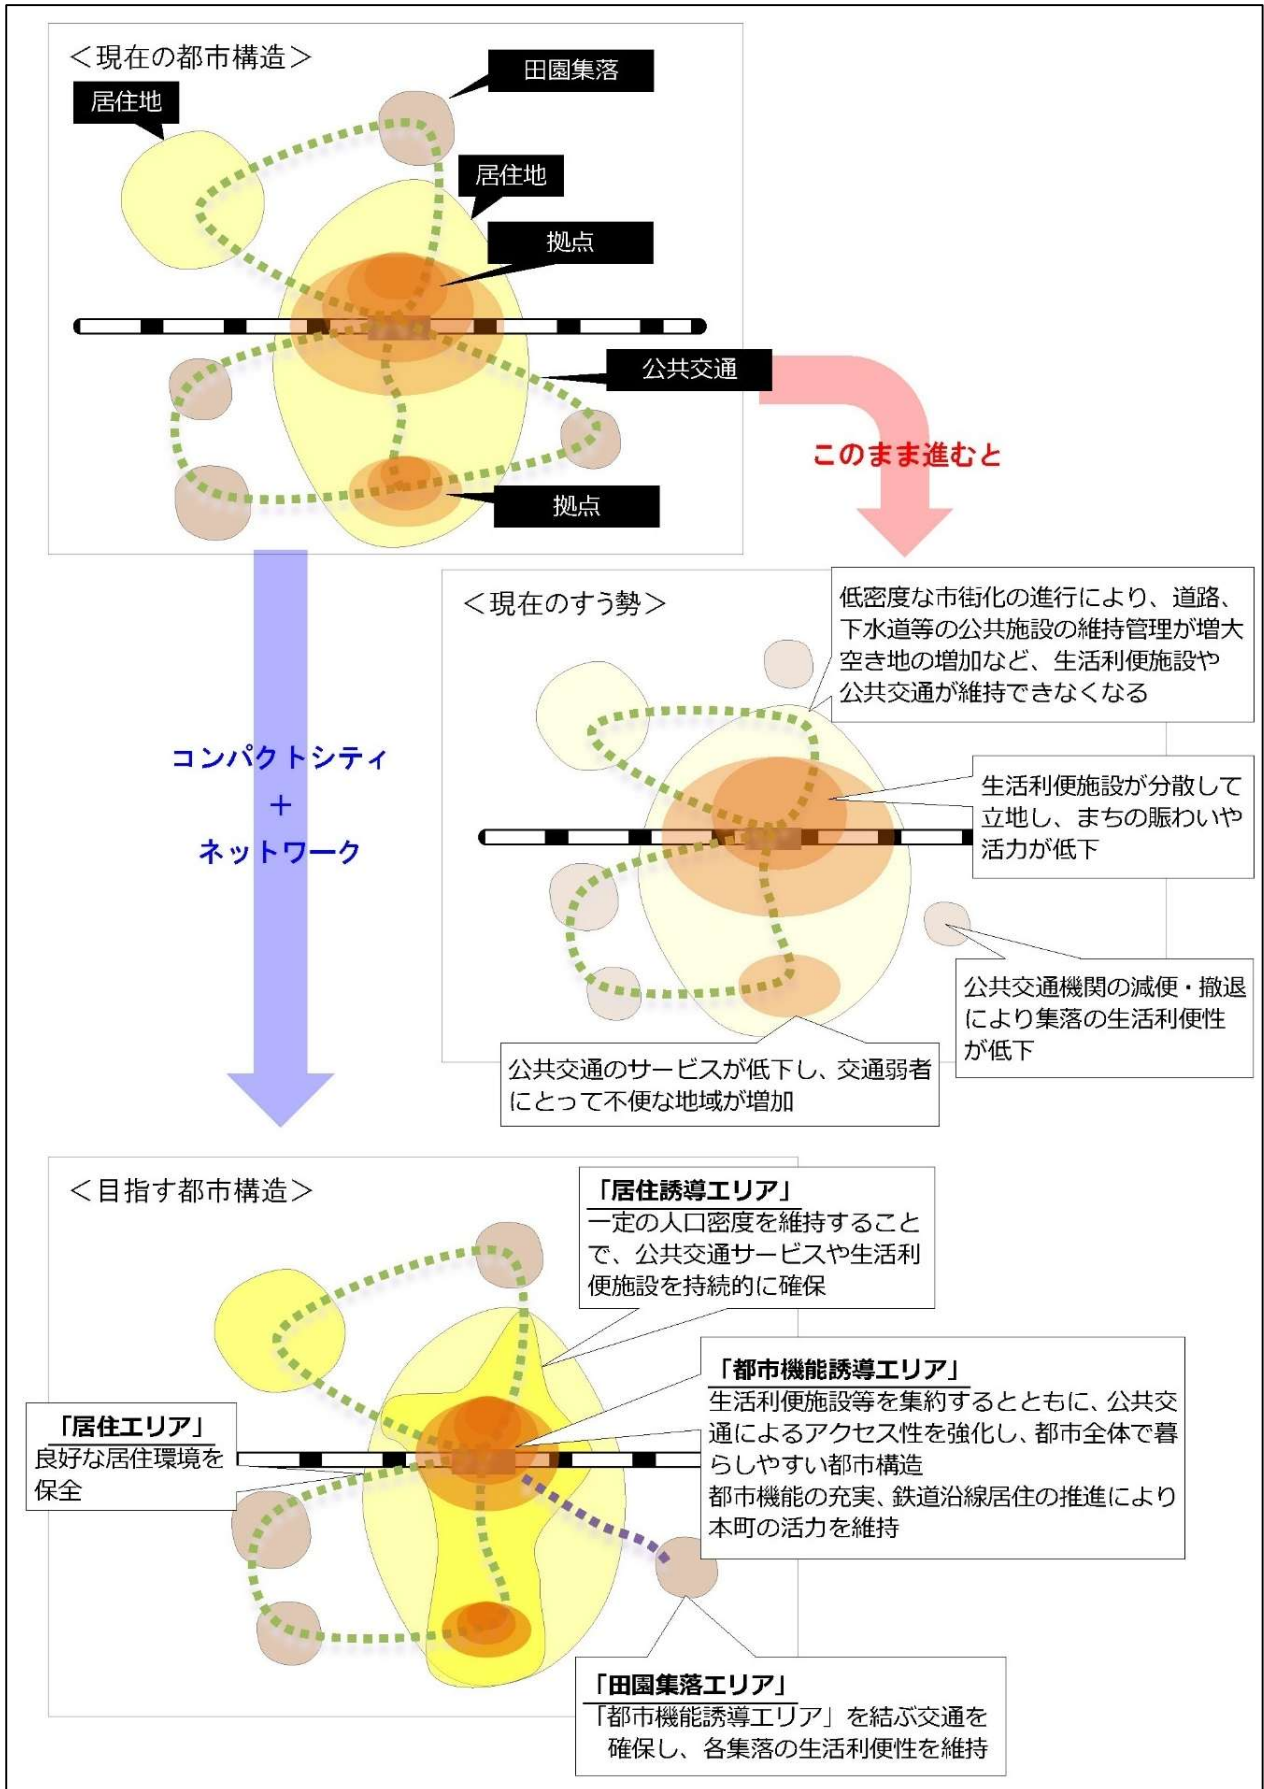 ＜現在の都市構造＞
田園集落
居住地
居住地
拠点
公共交通
拠点
このまま進むと
＜現在のすう勢＞
低密度な市街化の進行により、道路、
下水道等の公共施設の維持管理が増大
空き地の増加など、生活利便施設や
公共交通が維持できなくなる
コンパクトシティ
＋
ネットワーク
生活利便施設が分散して
立地し、まちの賑わいや
活力が低下
公共交通機関の減便・撤退
により集落の生活利便性
が低下
公共交通のサービスが低下し、交通弱者
にとって不便な地域が増加
＜目指す都市構造＞
「居住誘導エリア」
一定の人口密度を維持すること
で、公共交通サービスや生活利
便施設を持続的に確保
「都市機能誘導エリア」
生活利便施設等を集約するとともに、公共交
通によるアクセス性を強化し、都市全体で暮
らしやすい都市構造
都市機能の充実、鉄道沿線居住の推進により
本町の活力を維持
「居住エリア」
良好な居住環境を
保全
「田園集落エリア」
「都市機能誘導エリア」を結ぶ交通を
確保し、各集落の生活利便性を維持